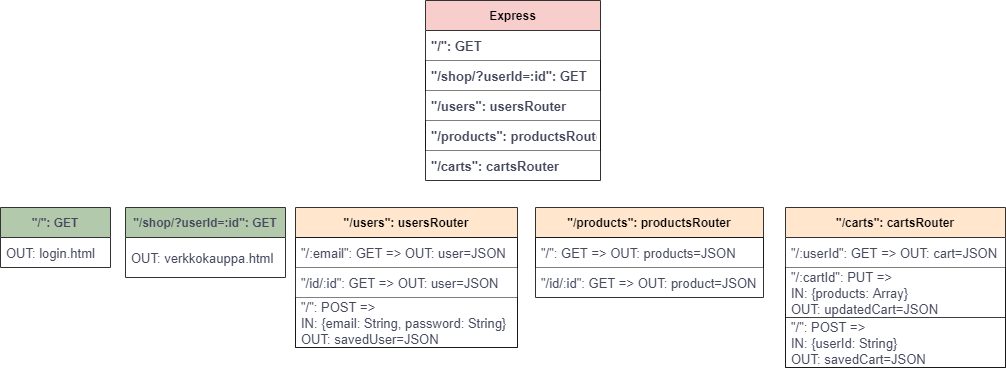 Express
"/": GET
"/shop/?userId=:id": GET
"/users": usersRouter
"/products": productsRout
"/carts": cartsRouter
"/": GET
OUT: login.html
"/shop/?userId=:id": GET
OUT: verkkokauppa.html
"/users": usersRouter
"/:email": GET => OUT: user=JSON
"/id/:id": GET => OUT: user=JSON
"/": POST =>
IN: {email: String, password: String}
OUT: savedUser=JSON
"/products": productsRouter
"/": GET => OUT: products=JSON
"/id/:id": GET => OUT: product=JSON
"/carts": cartsRouter
"/:userId": GET => OUT: cart=JSON
"/:cartId": PUT =>
IN: {products: Array}
OUT: updatedCart=JSON
"/": POST =>
IN: {userId: String}
OUT: savedCart=JSON